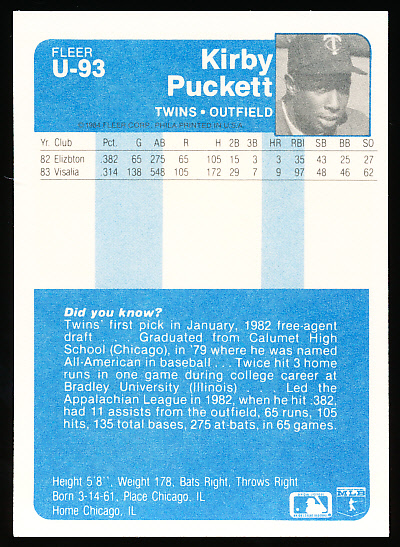 FLEER
U-93
Kirby
Puckett
TWINS • OUTFIELD
© 1984 FLEER CORP. PHILA PRINTED IN U.S.A.
Yr. Club Pct. G AB R H 2B 3B HR RBI SB BB SO
82 Elizbton .382 65 275 65 105 15 3 3 35 43 25 27
83 Visalia .314 138 548 105 172 29 7 9 97 48 46 62
Did you know?
Twins' first pick in January, 1982 free-agent
draft . . . Graduated from Calumet High
School (Chicago), in '79 where he was named
All-American in baseball . . . Twice hit 3 home
runs in one game during college career at
Bradley University (Illinois) . . . Led the
Appalachian League in 1982, when he hit .382,
had 11 assists from the outfield, 65 runs, 105
hits, 135 total bases, 275 at-bats, in 65 games.
Height 5'8'', Weight 178, Bats Right, Throws Right
Born 3-14-61, Place Chicago, IL
Home Chicago, IL